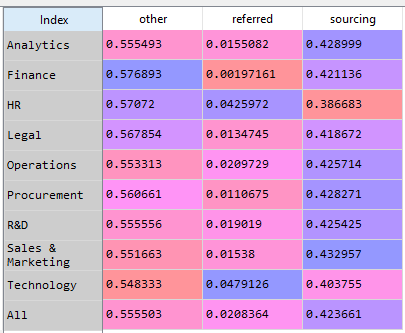 Index other referred sourcing
Analytics 0.555493 0.0155082 0.428999
Finance 0.576893 0.00197161 0.421136
HR 0.57072 0.0425972 0.386683
Legal 0.567854 0.0134745 0.418672
Operations 0.553313 0.0209729 0.425714
Procurement 0.560661 0.0110675 0.428271
R&D 0.555556 0.019019 0.425425
Sales &
Marketing 0.551663 0.01538 0.432957
Technology 0.548333 0.0479126 0.403755
All 0.555503 0.0208364 0.423661